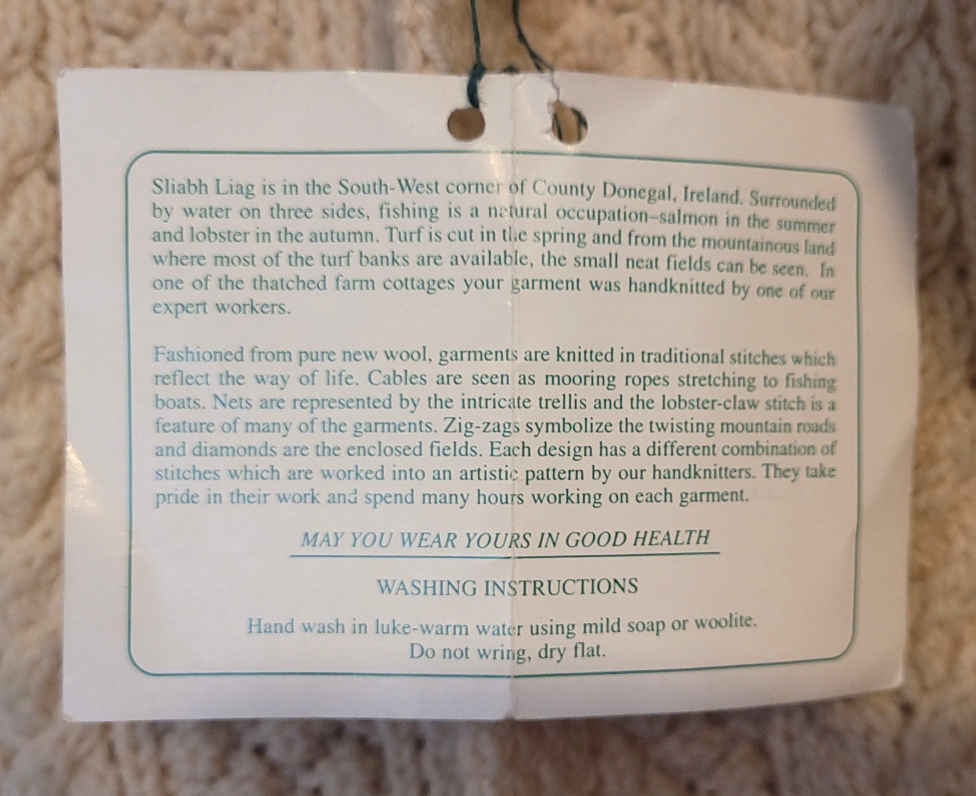 Sliabh Liag is in the South-West corner of County Donegal, Ireland. Surrounded
by water on three sides, fishing is a natural occupation–salmon in the summer
and lobster in the autumn. Turf is cut in the spring and from the mountainous land
where most of the turf banks are available, the small neat fields can be seen. In
one of the thatched farm cottages your garment was handknitted by one of our
expert workers.
Fashioned from pure new wool, garments are knitted in traditional stitches which
reflect the way of life. Cables are seen as mooring ropes stretching to fishing
boats. Nets are represented by the intricate trellis and the lobster-claw stitch is a
feature of many of the garments. Zig-zags symbolize the twisting mountain roads
and diamonds are the enclosed fields. Each design has a different combination of
stitches which are worked into an artistic pattern by our handknitters. They take
pride in their work and spend many hours working on each garment.
MAY YOU WEAR YOURS IN GOOD HEALTH
WASHING INSTRUCTIONS
Hand wash in luke-warm water using mild soap or woolite.
Do not wring, dry flat.